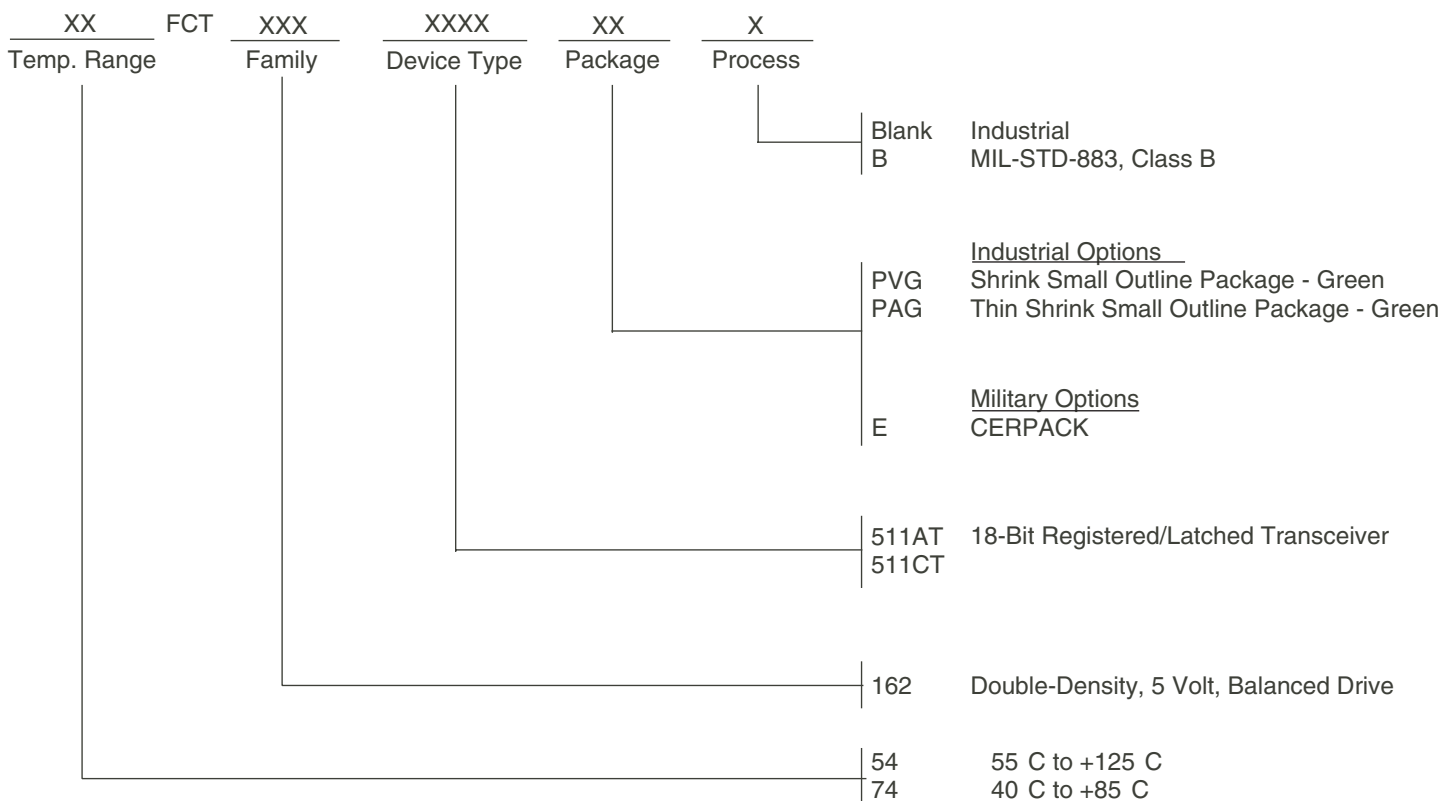 XX FCT XXX XXXX XX X
Temp. Range Family Device Type Package Process
Blank Industrial
B MIL-STD-883, Class B
Industrial Options
PVG Shrink Small Outline Package - Green
PAG Thin Shrink Small Outline Package - Green
Military Options
E CERPACK
511AT 18-Bit Registered/Latched Transceiver
511CT
162 Double-Density, 5 Volt, Balanced Drive
54 55 C to +125 C
74 40 C to +85 C